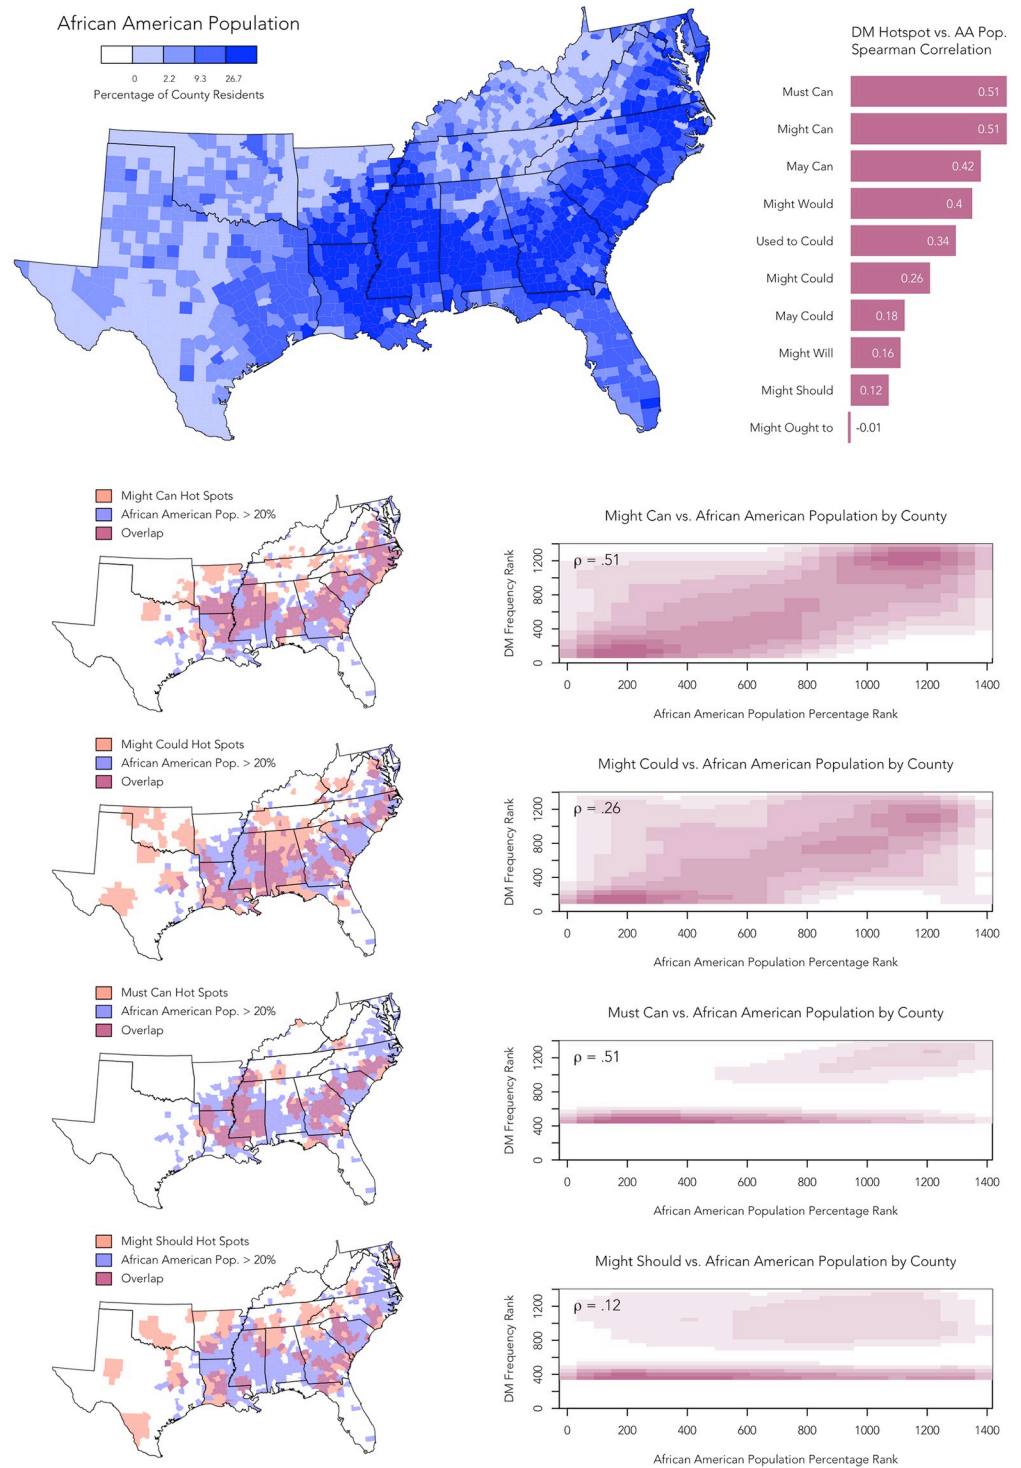 African American Population
0 2.2 9.3 26.7
Percentage of County Residents
DM Hotspot vs. AA Pop.
Spearman Correlation
Must Can 0.51
Might Can 0.51
May Can 0.42
Might Would 0.4
Used to Could 0.34
Might Could 0.26
May Could 0.18
Might Will 0.16
Might Should 0.12
Might Ought to -0.01
Might Can Hot Spots
African American Pop. > 20%
Overlap
Might Can vs. African American Population by County
ρ = .51
DM Frequency Rank
0 400 800 1200
0 200 400 600 800 1000 1200 1400
African American Population Percentage Rank
Might Could Hot Spots
African American Pop. > 20%
Overlap
Might Could vs. African American Population by County
ρ = .26
DM Frequency Rank
0 400 800 1200
0 200 400 600 800 1000 1200 1400
African American Population Percentage Rank
Must Can Hot Spots
African American Pop. > 20%
Overlap
Must Can vs. African American Population by County
ρ = .51
DM Frequency Rank
0 400 800 1200
0 200 400 600 800 1000 1200 1400
African American Population Percentage Rank
Might Should Hot Spots
African American Pop. > 20%
Overlap
Might Should vs. African American Population by County
ρ = .12
DM Frequency Rank
0 400 800 1200
0 200 400 600 800 1000 1200 1400
African American Population Percentage Rank